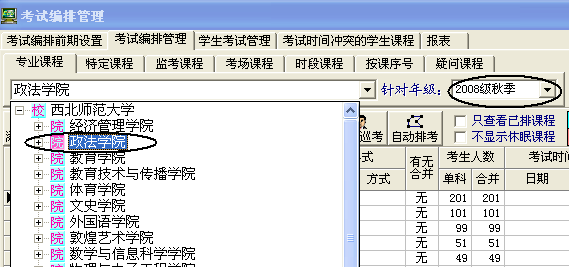 考试编排管理
考试编排前期设置 考试编排管理 学生考试管理 考试时间冲突的学生课程 报表
专业课程 特定课程 监考课程 考场课程 时段课程 按课序号 疑问课程
政法学院 针对年级: 2008级秋季
校 西北师范大学
院 经济管理学院
院 政法学院
院 教育学院
院 教育技术与传播学院
院 体育学院
院 文史学院
院 外国语学院
院 敦煌艺术学院
院 数学与信息科学学院
巡考 自动排考
只查看已排课程
不显示休眠课程
式 有无合并 考生人数 考试时间
方式 单科 合并 日期
无 201 201
无 101 101
无 99 99
无 51 51
无 49 49